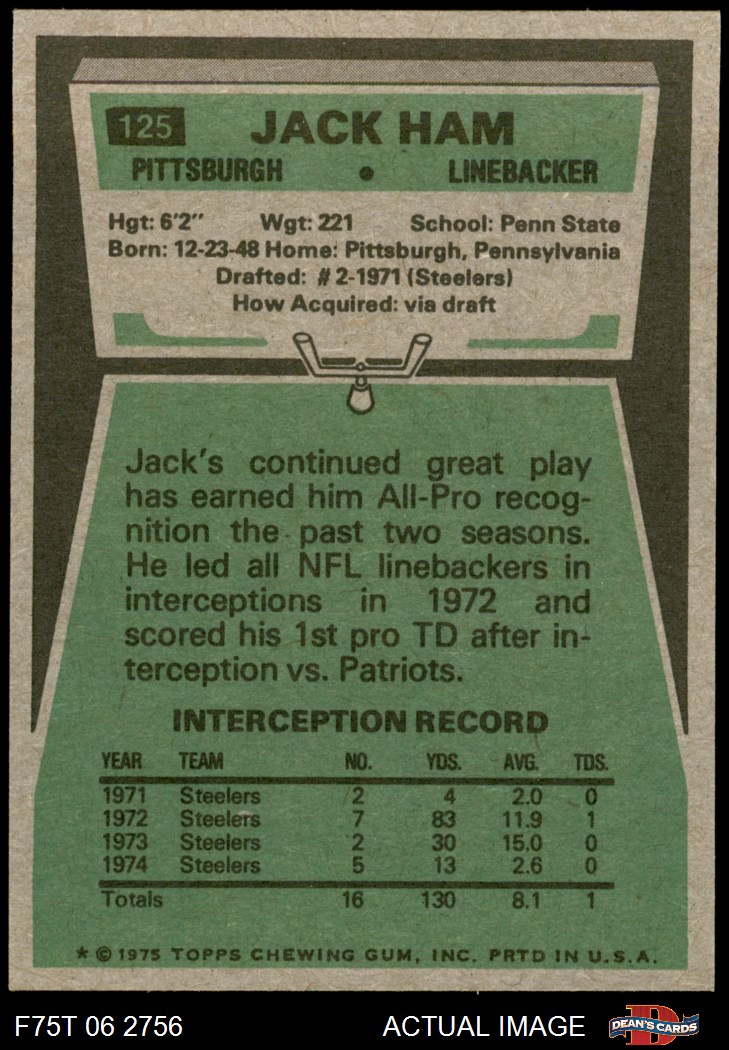 125 JACK HAM
PITTSBURGH • LINEBACKER
Hgt: 6'2" Wgt: 221 School: Penn State
Born: 12-23-48 Home: Pittsburgh, Pennsylvania
Drafted: #2-1971 (Steelers)
How Acquired: via draft
Jack's continued great play
has earned him All-Pro recog-
nition the past two seasons.
He led all NFL linebackers in
interceptions in 1972 and
scored his 1st pro TD after in-
terception vs. Patriots.
INTERCEPTION RECORD
YEAR TEAM NO. YDS. AVG. TDS.
1971 Steelers 2 4 2.0 0
1972 Steelers 7 83 11.9 1
1973 Steelers 2 30 15.0 0
1974 Steelers 5 13 2.6 0
Totals 16 130 8.1 1
* © 1975 TOPPS CHEWING GUM, INC. PRTD IN U.S.A.
F75T 06 2756 ACTUAL IMAGE D DEAN'S CARDS